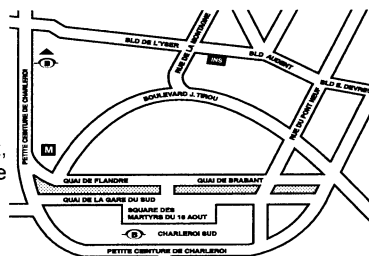 BLD DE L'YSER
RUE DE LA MONTAGNE
INS
BLD AUDENT
BLD E. DEVREUX
B
PETITE CEINTURE DE CHARLEROI
BOULEVARD J. TIROU
RUE DU PONT NEUF
M
QUAI DE FLANDRE
QUAI DE BRABANT
QUAI DE LA GARE DU SUD
SQUARE DES
MARTYRS DU 18 AOUT
B
CHARLEROI SUD
PETITE CEINTURE DE CHARLEROI